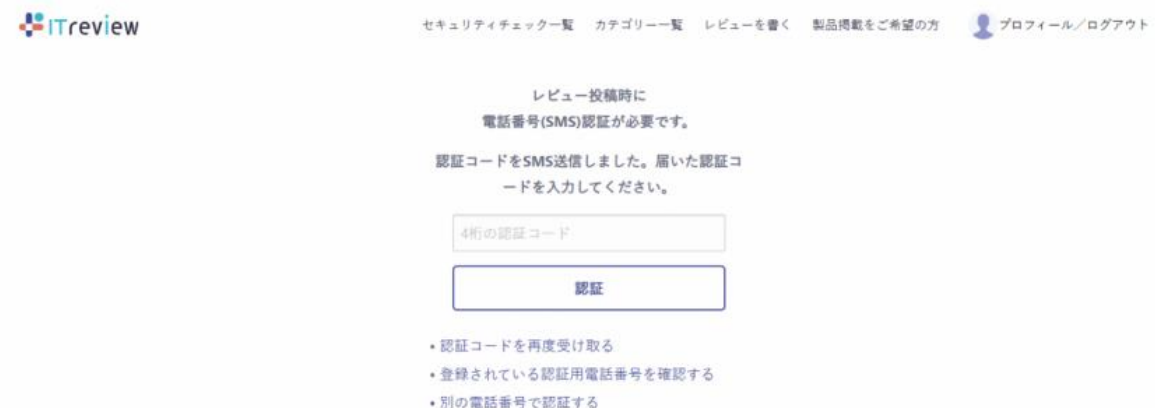 ITreview
セキュリティチェック一覧 カテゴリー一覧 レビューを書く 製品掲載をご希望の方 プロフィール／ログアウト
レビュー投稿時に
電話番号(SMS)認証が必要です。
認証コードをSMS送信しました。届いた認証コ
ードを入力してください。
4桁の認証コード
認証
• 認証コードを再度受け取る
• 登録されている認証用電話番号を確認する
• 別の電話番号で認証する